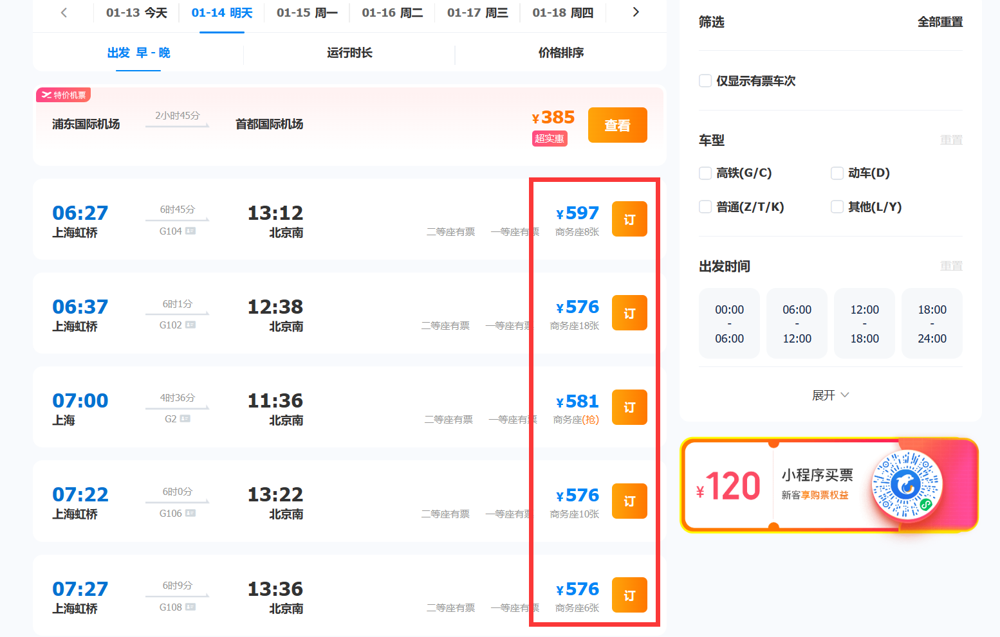 01-13 今天
01-14 明天
01-15 周一
01-16 周二
01-17 周三
01-18 周四
出发 早 - 晚
运行时长
价格排序
特价机票
浦东国际机场
2小时45分
首都国际机场
¥385
超实惠
查看
06:27
上海虹桥
6时45分
G104
13:12
北京南
二等座有票
一等座有票
¥597
商务座8张
订
06:37
上海虹桥
6时1分
G102
12:38
北京南
二等座有票
一等座有票
¥576
商务座18张
订
07:00
上海
4时36分
G2
11:36
北京南
二等座有票
一等座有票
¥581
商务座(抢)
订
07:22
上海虹桥
6时0分
G106
13:22
北京南
二等座有票
一等座有票
¥576
商务座10张
订
07:27
上海虹桥
6时9分
G108
13:36
北京南
二等座有票
一等座有票
¥576
商务座6张
订
筛选
全部重置
仅显示有票车次
车型
重置
高铁(G/C)
动车(D)
普通(Z/T/K)
其他(L/Y)
出发时间
重置
00:00
-
06:00
06:00
-
12:00
12:00
-
18:00
18:00
-
24:00
展开
¥120
小程序买票
新客享购票权益